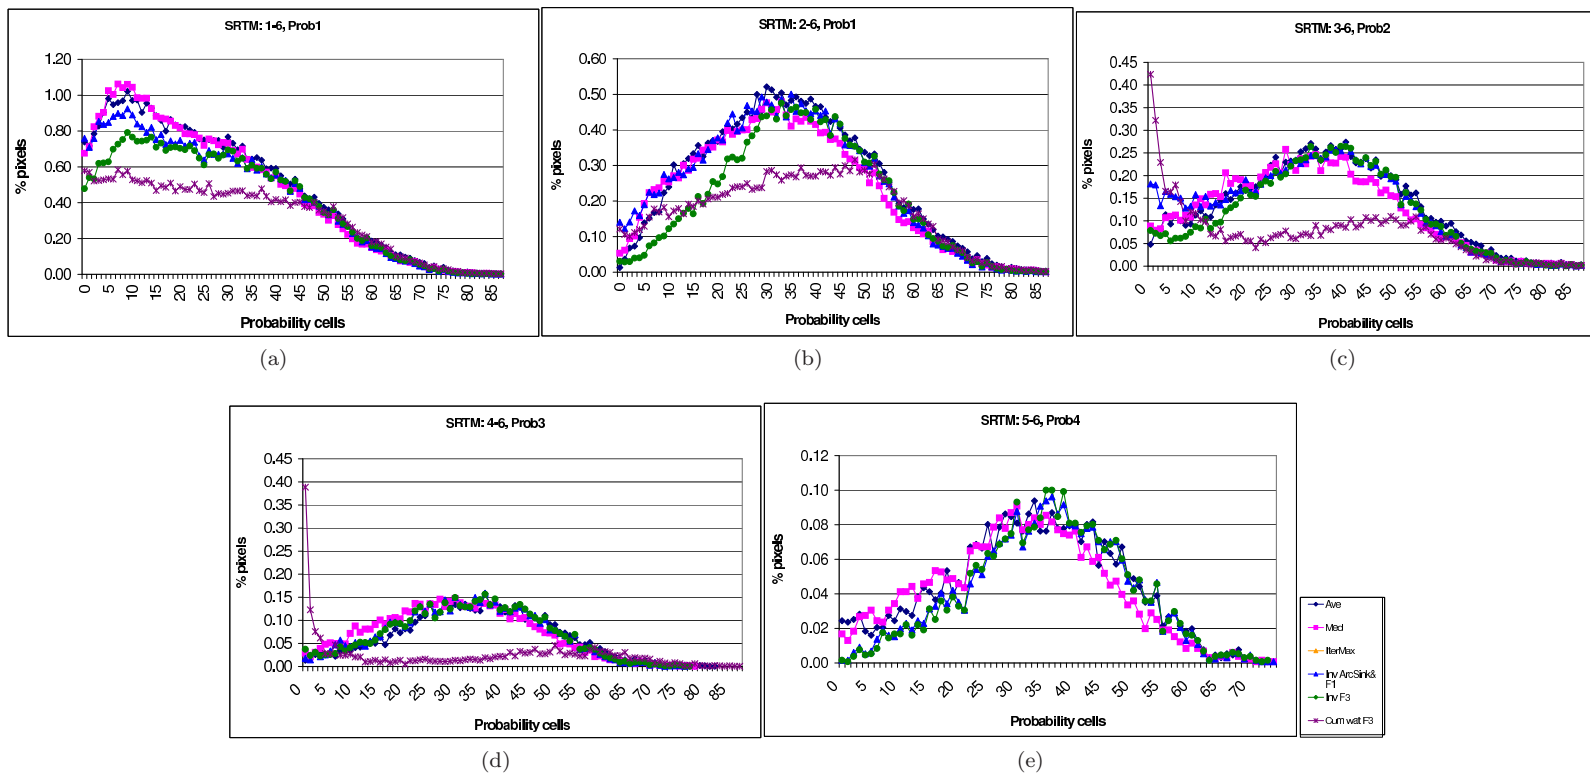 SRTM: 1-6, Prob1
% pixels
1.20
1.00
0.80
0.60
0.40
0.20
0.00
0 5 10 15 20 25 30 35 40 45 50 55 60 65 70 75 80 85
Probability cells
(a)
SRTM: 2-6, Prob1
% pixels
0.60
0.50
0.40
0.30
0.20
0.10
0.00
0 5 10 15 20 25 30 35 40 45 50 55 60 65 70 75 80 85
Probability cells
(b)
SRTM: 3-6, Prob2
% pixels
0.45
0.40
0.35
0.30
0.25
0.20
0.15
0.10
0.05
0.00
0 5 10 15 20 25 30 35 40 45 50 55 60 65 70 75 80 85
Probability cells
(c)
SRTM: 4-6, Prob3
% pixels
0.45
0.40
0.35
0.30
0.25
0.20
0.15
0.10
0.05
0.00
0 5 10 15 20 25 30 35 40 45 50 55 60 65 70 75 80 85
Probability cells
(d)
SRTM: 5-6, Prob4
% pixels
0.12
0.10
0.08
0.06
0.04
0.02
0.00
0 5 10 15 20 25 30 35 40 45 50 55 60 65 70
Probability cells
(e)
Ave
Med
IterMax
Inv ArcSink&
F1
Inv F3
Cum wat F3